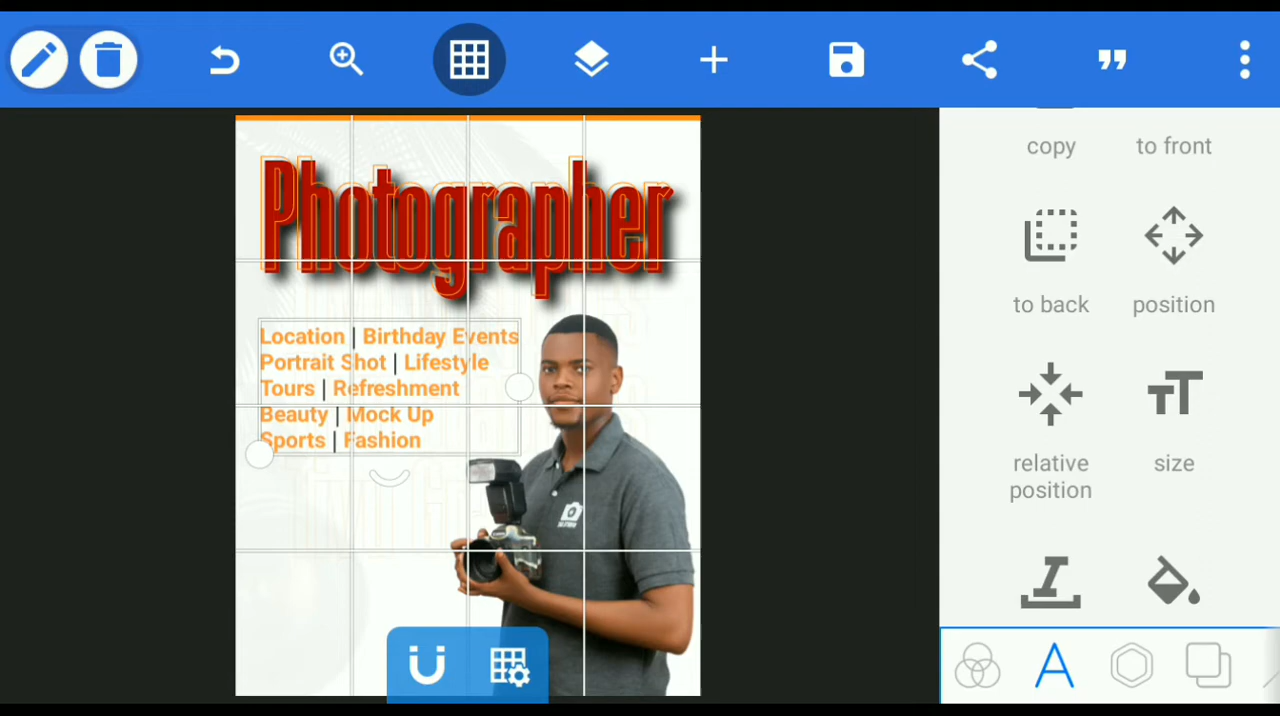 Photographer
Location | Birthday Events
Portrait Shot | Lifestyle
Tours | Refreshment
Beauty | Mock Up
Sports | Fashion
copy
to front
to back
position
relative
position
size